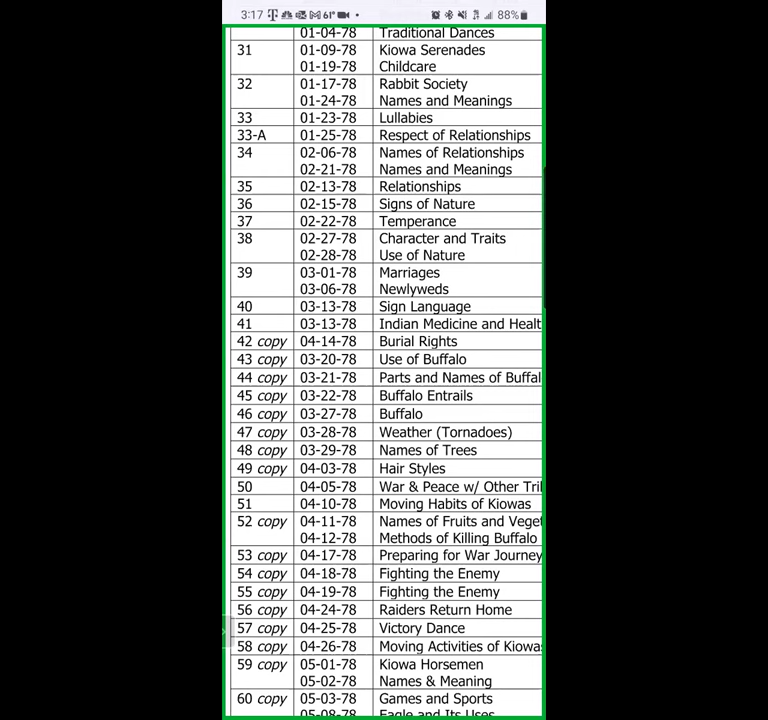 3:17 61° 88%
01-04-78 Traditional Dances
31 01-09-78 Kiowa Serenades
01-19-78 Childcare
32 01-17-78 Rabbit Society
01-24-78 Names and Meanings
33 01-23-78 Lullabies
33-A 01-25-78 Respect of Relationships
34 02-06-78 Names of Relationships
02-21-78 Names and Meanings
35 02-13-78 Relationships
36 02-15-78 Signs of Nature
37 02-22-78 Temperance
38 02-27-78 Character and Traits
02-28-78 Use of Nature
39 03-01-78 Marriages
03-06-78 Newlyweds
40 03-13-78 Sign Language
41 03-13-78 Indian Medicine and Healt
42 copy 04-14-78 Burial Rights
43 copy 03-20-78 Use of Buffalo
44 copy 03-21-78 Parts and Names of Buffal
45 copy 03-22-78 Buffalo Entrails
46 copy 03-27-78 Buffalo
47 copy 03-28-78 Weather (Tornadoes)
48 copy 03-29-78 Names of Trees
49 copy 04-03-78 Hair Styles
50 04-05-78 War & Peace w/ Other Tri
51 04-10-78 Moving Habits of Kiowas
52 copy 04-11-78 Names of Fruits and Veget
04-12-78 Methods of Killing Buffalo
53 copy 04-17-78 Preparing for War Journey
54 copy 04-18-78 Fighting the Enemy
55 copy 04-19-78 Fighting the Enemy
56 copy 04-24-78 Raiders Return Home
57 copy 04-25-78 Victory Dance
58 copy 04-26-78 Moving Activities of Kiowas
59 copy 05-01-78 Kiowa Horsemen
05-02-78 Names & Meaning
60 copy 05-03-78 Games and Sports
05-08-78 Eagle and Its Uses